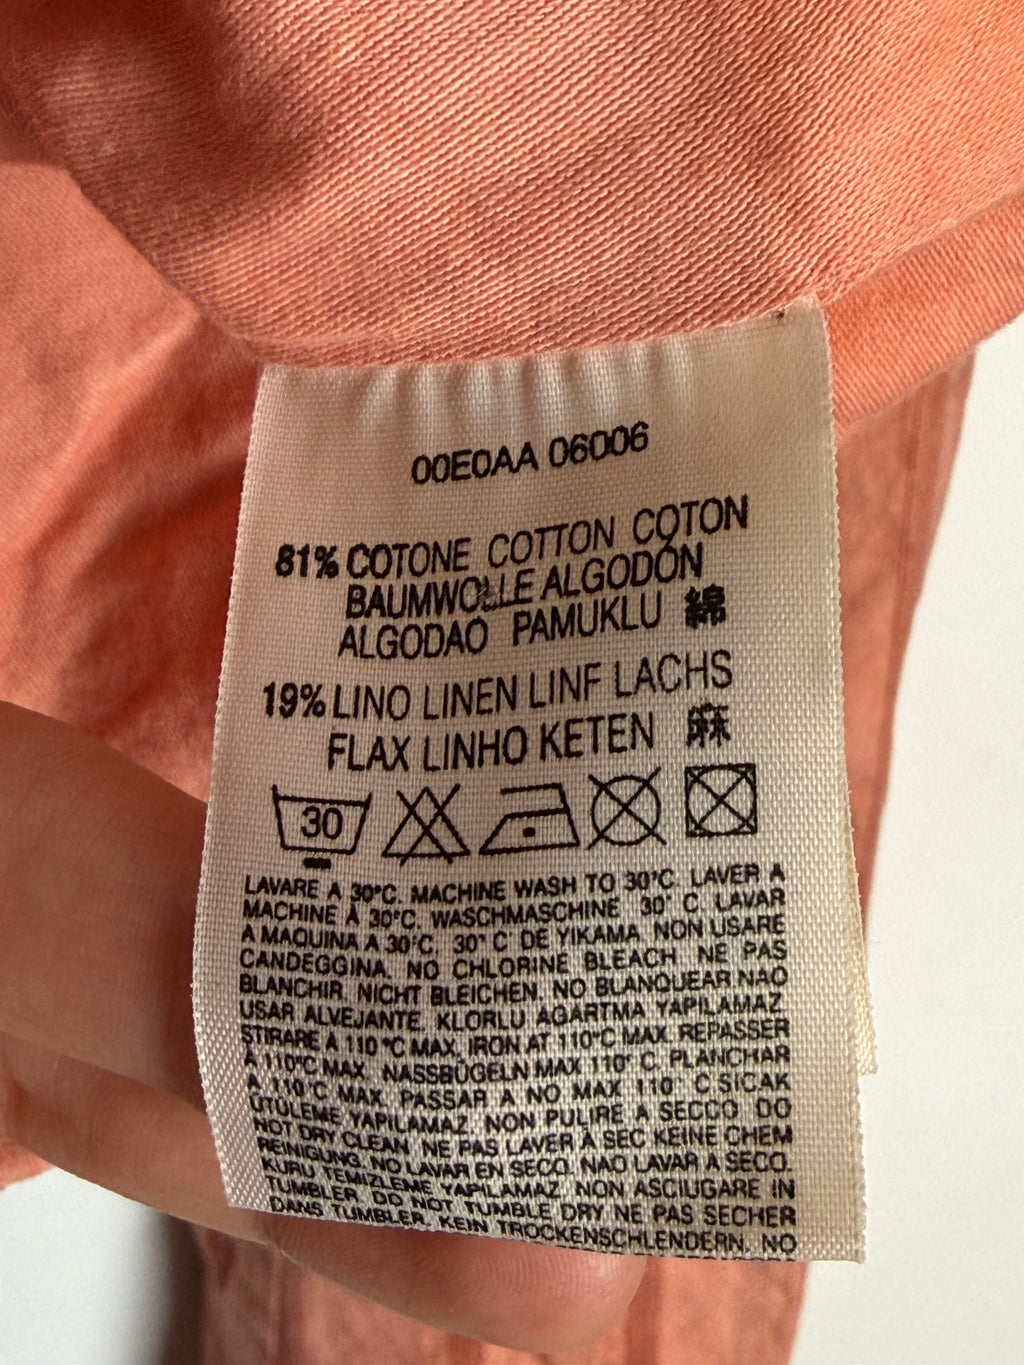 00E0AA 06006
81% COTONE COTTON COTON
BAUMWOLLE ALGODÓN
ALGODAO PAMUKLU 綿
19% LINO LINEN LINF LACHS
FLAX LINHO KETEN 麻
30
LAVARE A 30°C. MACHINE WASH TO 30°C. LAVER A
MACHINE À 30°C. WASCHMASCHINE 30° C. LAVAR
A MAQUINA A 30°C. 30° C DE YIKAMA. NON USARE
CANDEGGINA. NO CHLORINE BLEACH. NE PAS
BLANCHIR. NICHT BLEICHEN. NO BLANQUEAR NAO
USAR ALVEJANTE. KLORLU AGARTMA YAPILAMAZ.
STIRARE A 110 °C MAX. IRON AT 110°C MAX. REPASSER
À 110°C MAX. NASSBÜGELN MAX 110° C. PLANCHAR
A 110°C MAX. PASSAR A NO MAX 110° C SICAK
ÜTÜLEME YAPILAMAZ. NON PULIRE A SECCO DO
NOT DRY CLEAN NE PAS LAVER À SEC KEINE CHEM
REINIGUNG. NO LAVAR EN SECO. NAO LAVAR A SECO.
KURU TEMIZLEME YAPILAMAZ. NON ASCIUGARE IN
TUMBLER. DO NOT TUMBLE DRY NE PAS SECHER
DANS TUMBLER. KEIN TROCKENSCHLENDERN. NO